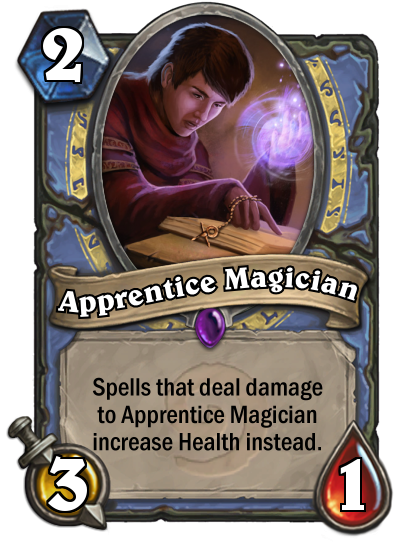 2
Apprentice Magician
Spells that deal damage
to Apprentice Magician
increase Health instead.
3
1